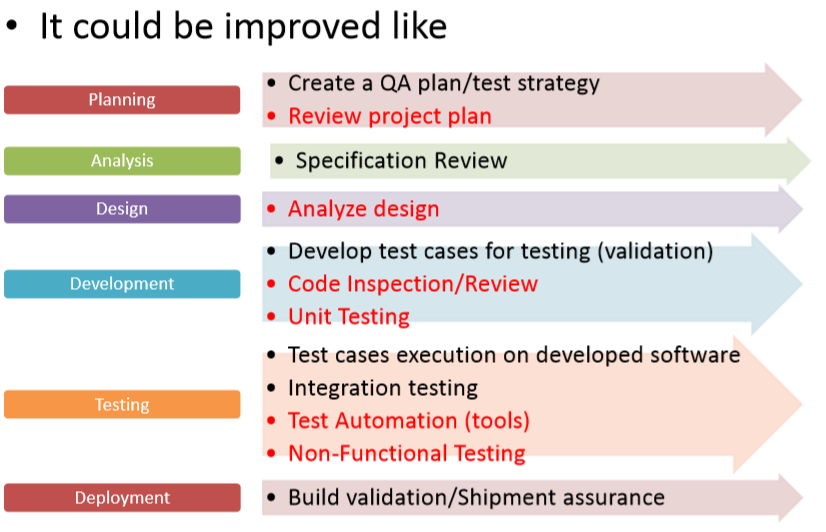 • It could be improved like
Planning
• Create a QA plan/test strategy
• Review project plan
Analysis
• Specification Review
Design
• Analyze design
Development
• Develop test cases for testing (validation)
• Code Inspection/Review
• Unit Testing
Testing
• Test cases execution on developed software
• Integration testing
• Test Automation (tools)
• Non-Functional Testing
Deployment
• Build validation/Shipment assurance